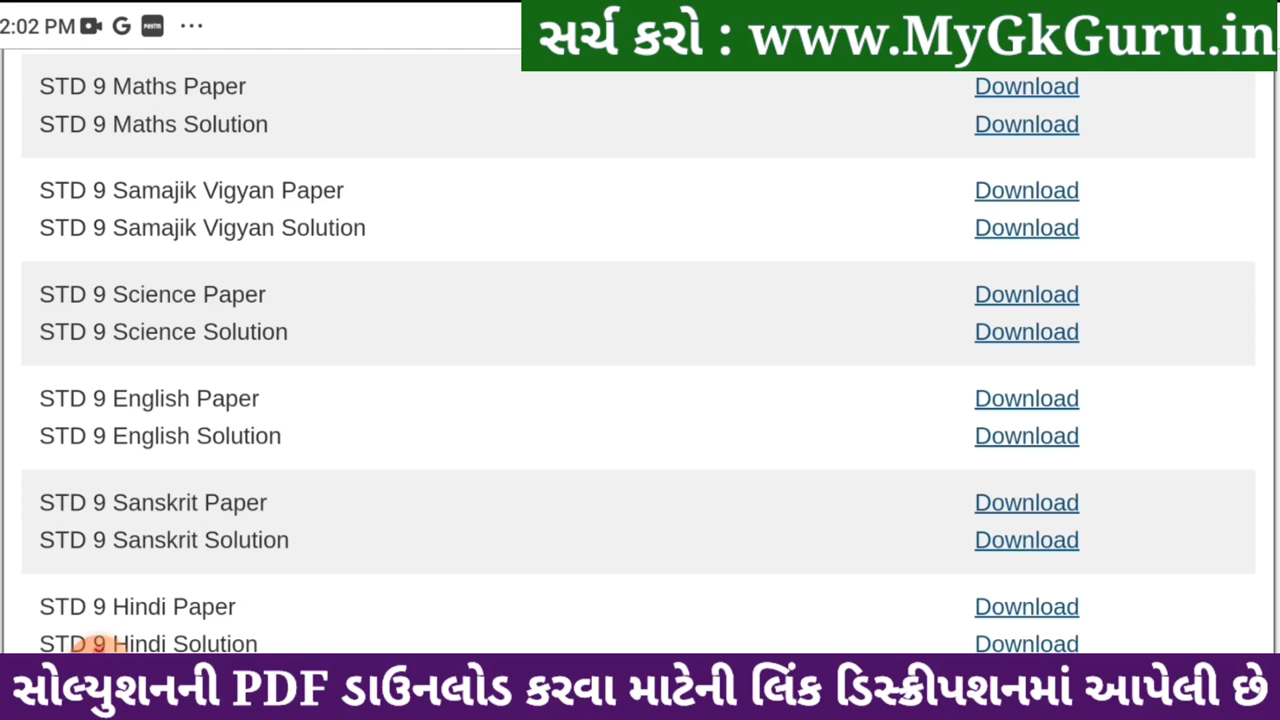 2:02 PM G Paytm ...
સર્ચ કરો : www.MyGkGuru.in
STD 9 Maths Paper Download
STD 9 Maths Solution Download
STD 9 Samajik Vigyan Paper Download
STD 9 Samajik Vigyan Solution Download
STD 9 Science Paper Download
STD 9 Science Solution Download
STD 9 English Paper Download
STD 9 English Solution Download
STD 9 Sanskrit Paper Download
STD 9 Sanskrit Solution Download
STD 9 Hindi Paper Download
STD 9 Hindi Solution Download
સોલ્યુશનની PDF ડાઉનલોડ કરવા માટેની લિંક ડિસ્ક્રીપશનમાં આપેલી છે